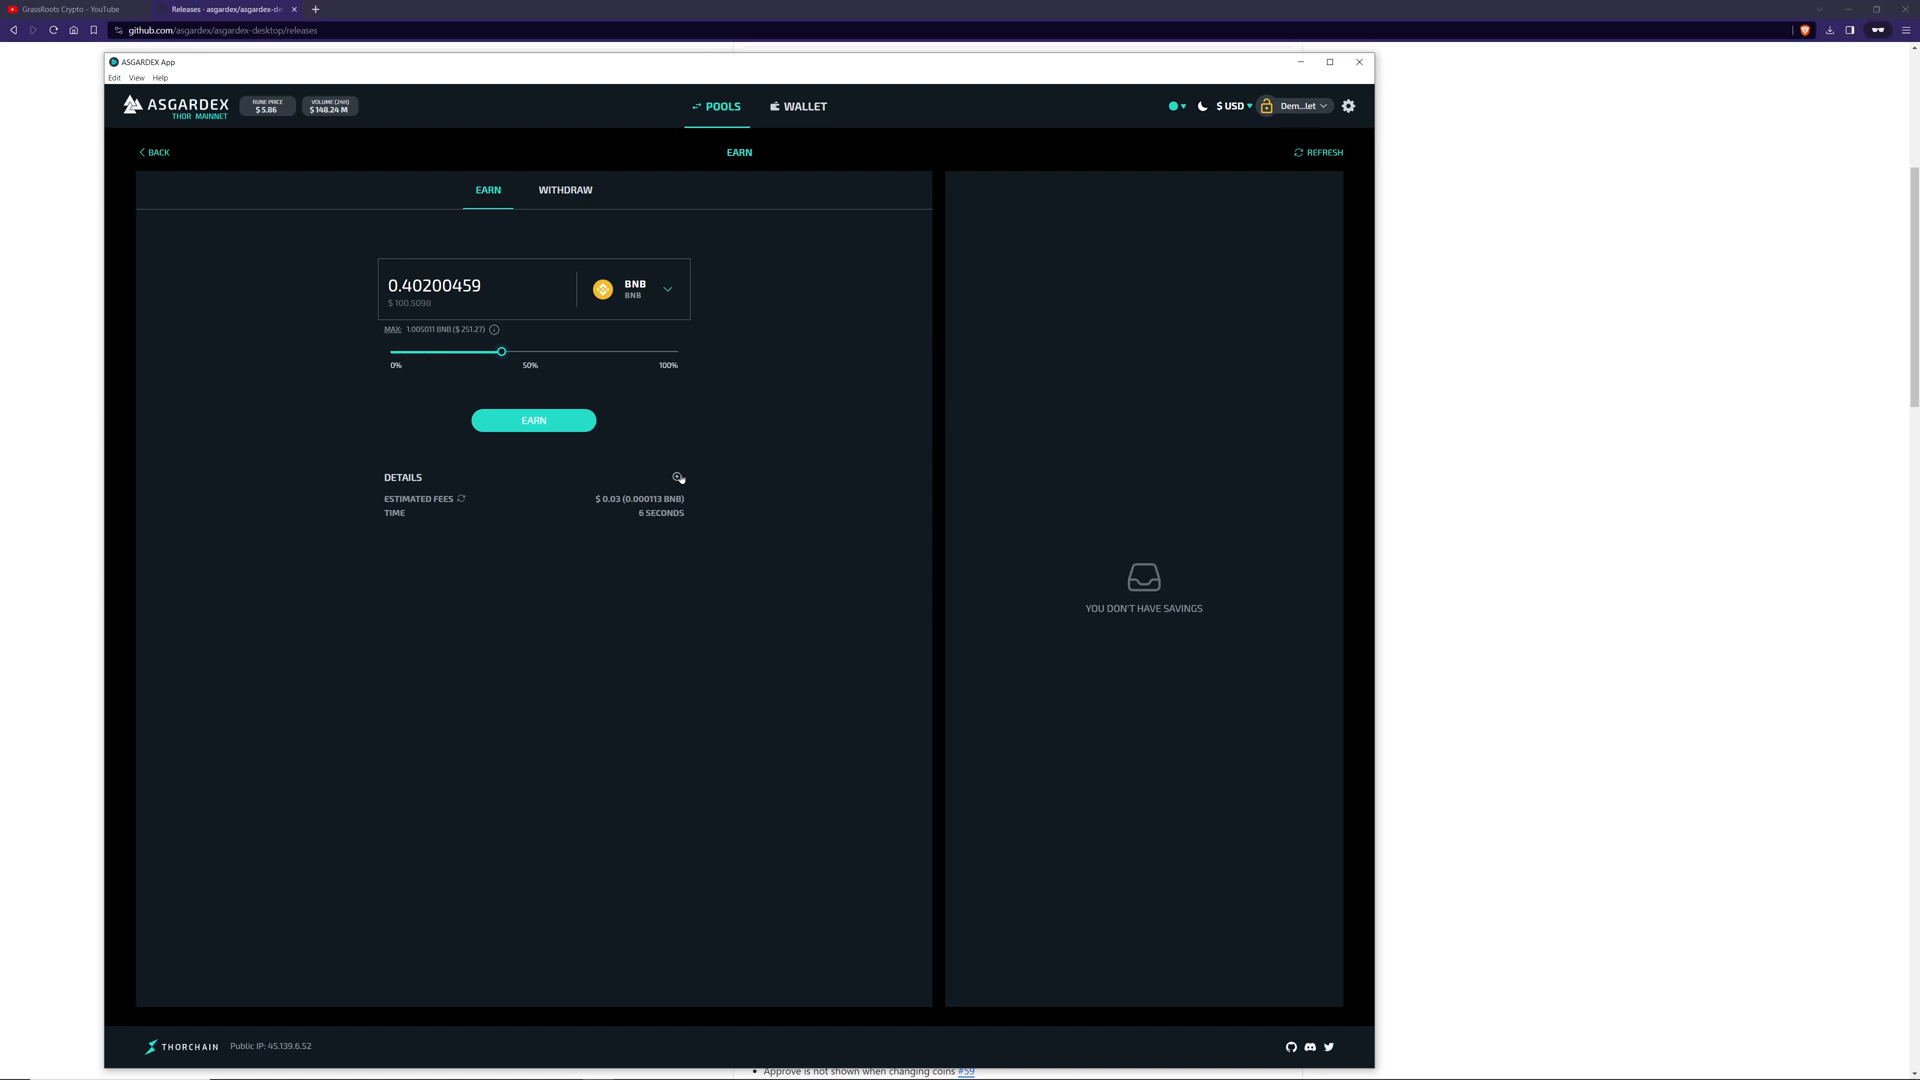 GrassRoots Crypto - YouTube
Releases · asgardex/asgardex-de
github.com/asgardex/asgardex-desktop/releases
ASGARDEX App
Edit View Help
ASGARDEX
THOR MAINNET
RUNE PRICE
$ 5.86
VOLUME (24H)
$ 148.24 M
POOLS
WALLET
$ USD
Dem...let
BACK
EARN
REFRESH
EARN
WITHDRAW
0.40200459
$ 100.5098
BNB
BNB
MAX: 1.005011 BNB ($ 251.27)
0%
50%
100%
EARN
DETAILS
ESTIMATED FEES
$ 0.03 (0.000113 BNB)
TIME
6 SECONDS
YOU DON'T HAVE SAVINGS
THORCHAIN
Public IP: 45.139.6.52
Approve is not shown when changing coins #59